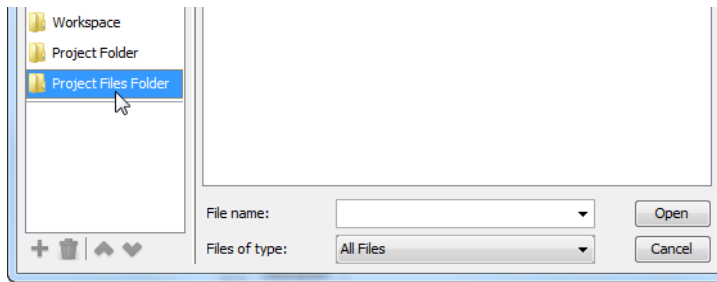 Workspace
Project Folder
Project Files Folder
File name:
Open
Files of type:
All Files
Cancel